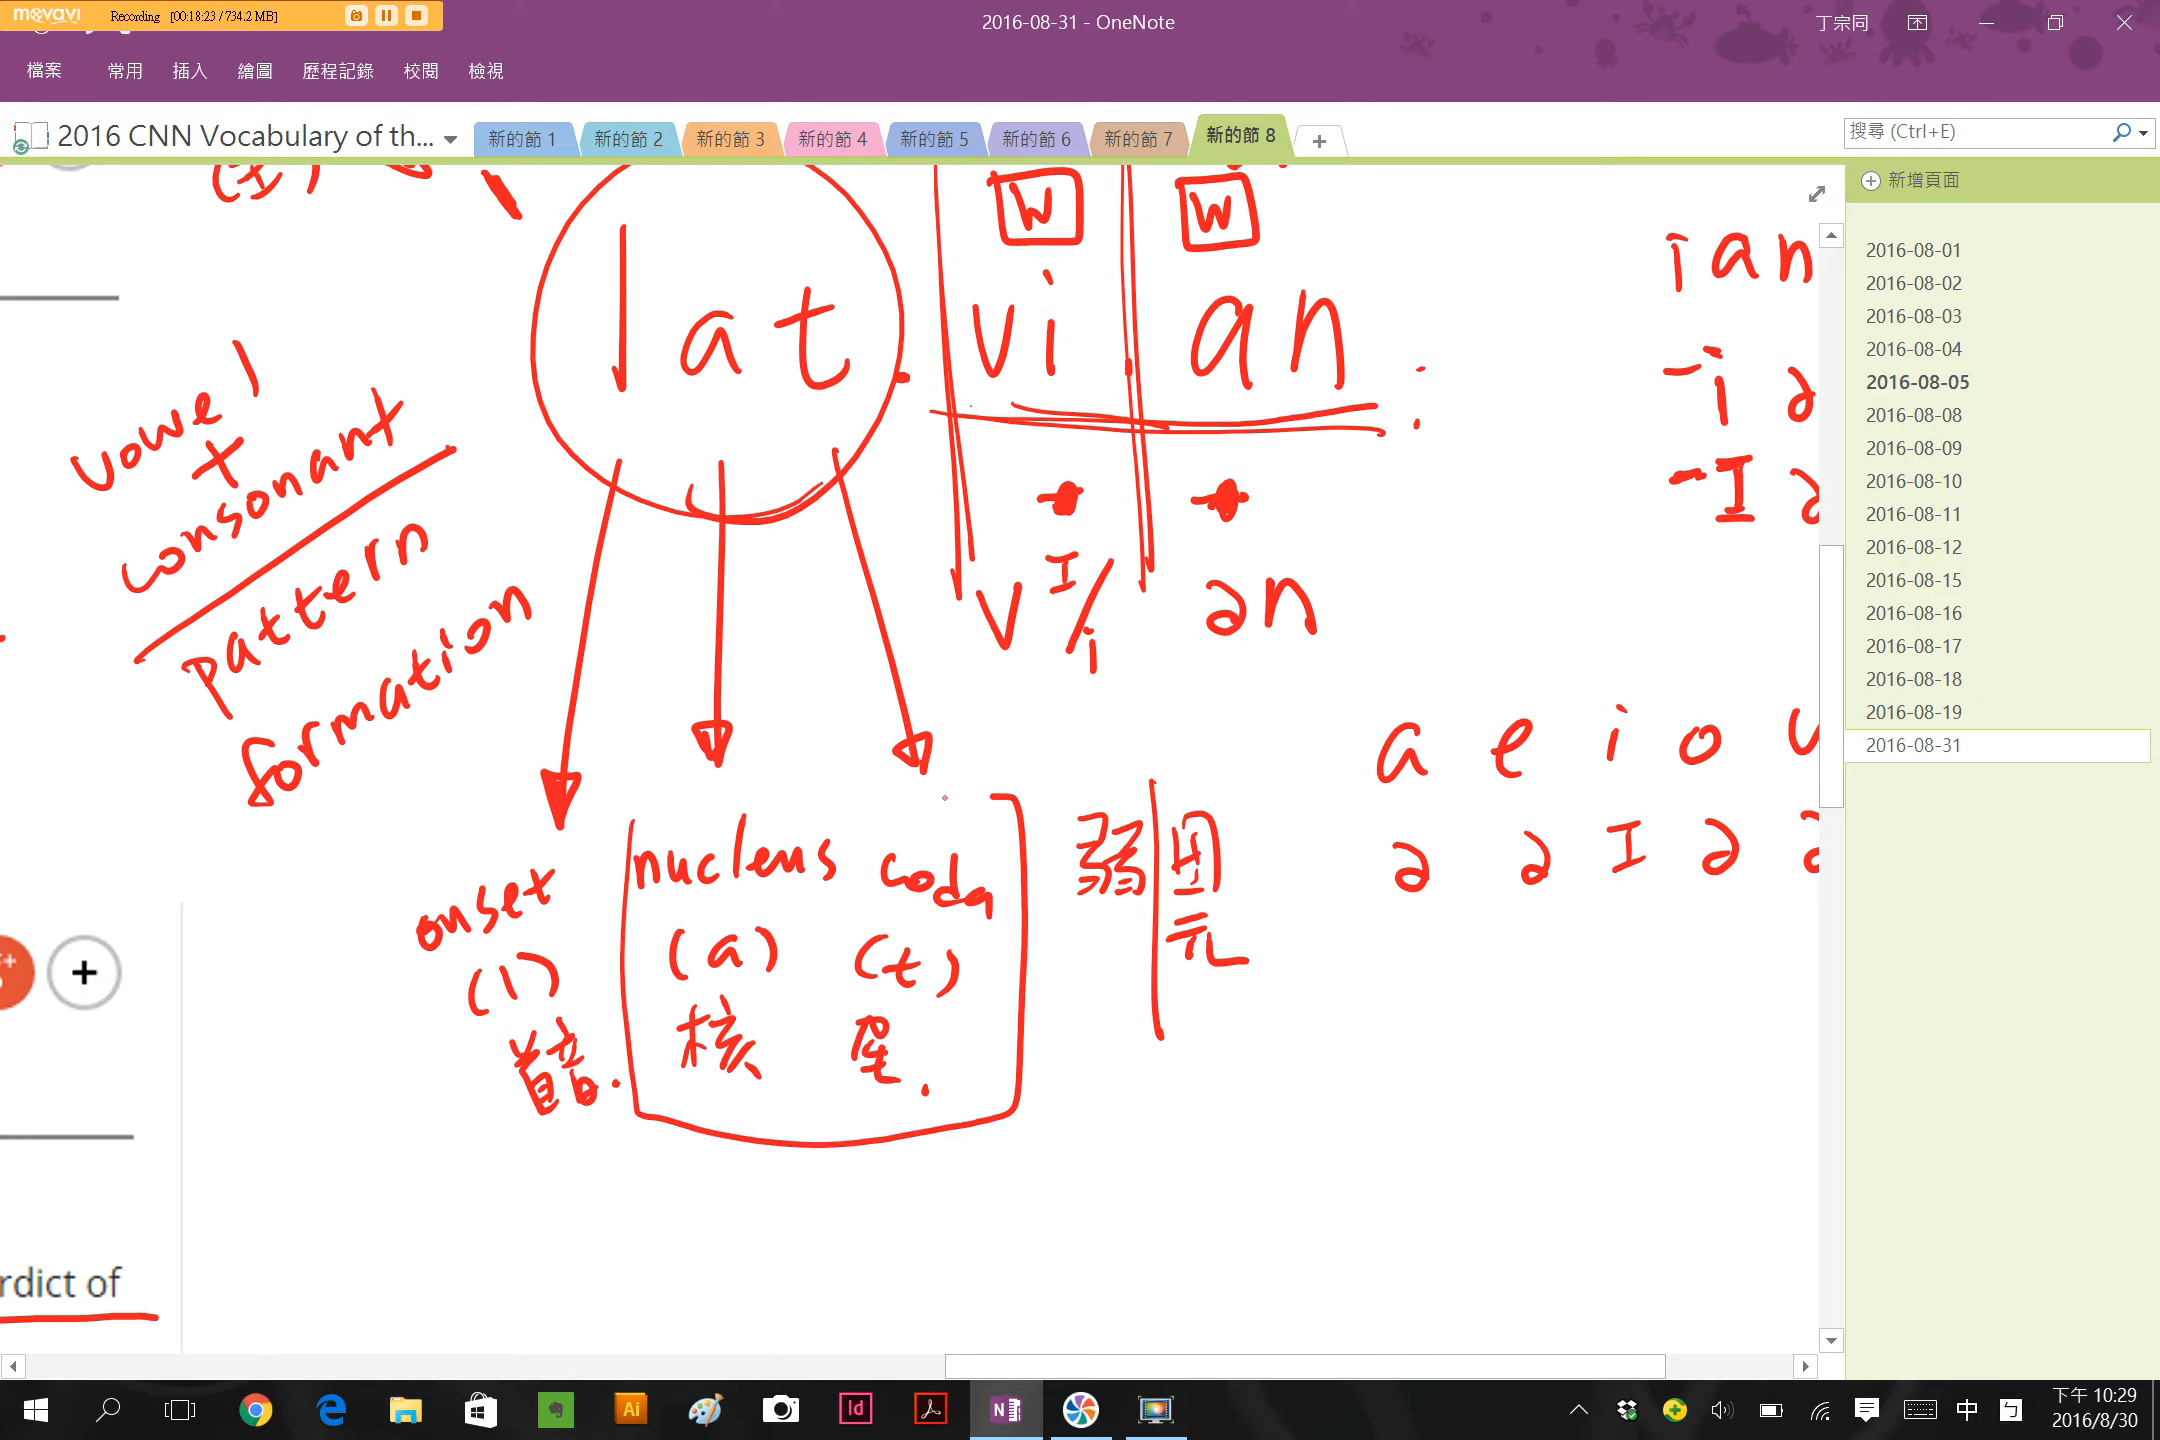 movavi Recording [00:18:23 / 734.2 MB]
2016-08-31 - OneNote
丁宗同
檔案 常用 插入 繪圖 歷程記錄 校閱 檢視
2016 CNN Vocabulary of th...
新的節 1 新的節 2 新的節 3 新的節 4 新的節 5 新的節 6 新的節 7 新的節 8
搜尋 (Ctrl+E)
新增頁面
2016-08-01
2016-08-02
2016-08-03
2016-08-04
2016-08-05
2016-08-08
2016-08-09
2016-08-10
2016-08-11
2016-08-12
2016-08-15
2016-08-16
2016-08-17
2016-08-18
2016-08-19
2016-08-31
W W
lat. vi. an
ian
-i ə
-I ə
vowel
+
consonant
pattern
formation
V I/i ən
a e i o u
ə ə I ə ə
onset nucleus coda
(l) (a) (t)
核 尾
弱
元
rdict of
Ai
Id
N
中
ㄅ
下午 10:29
2016/8/30